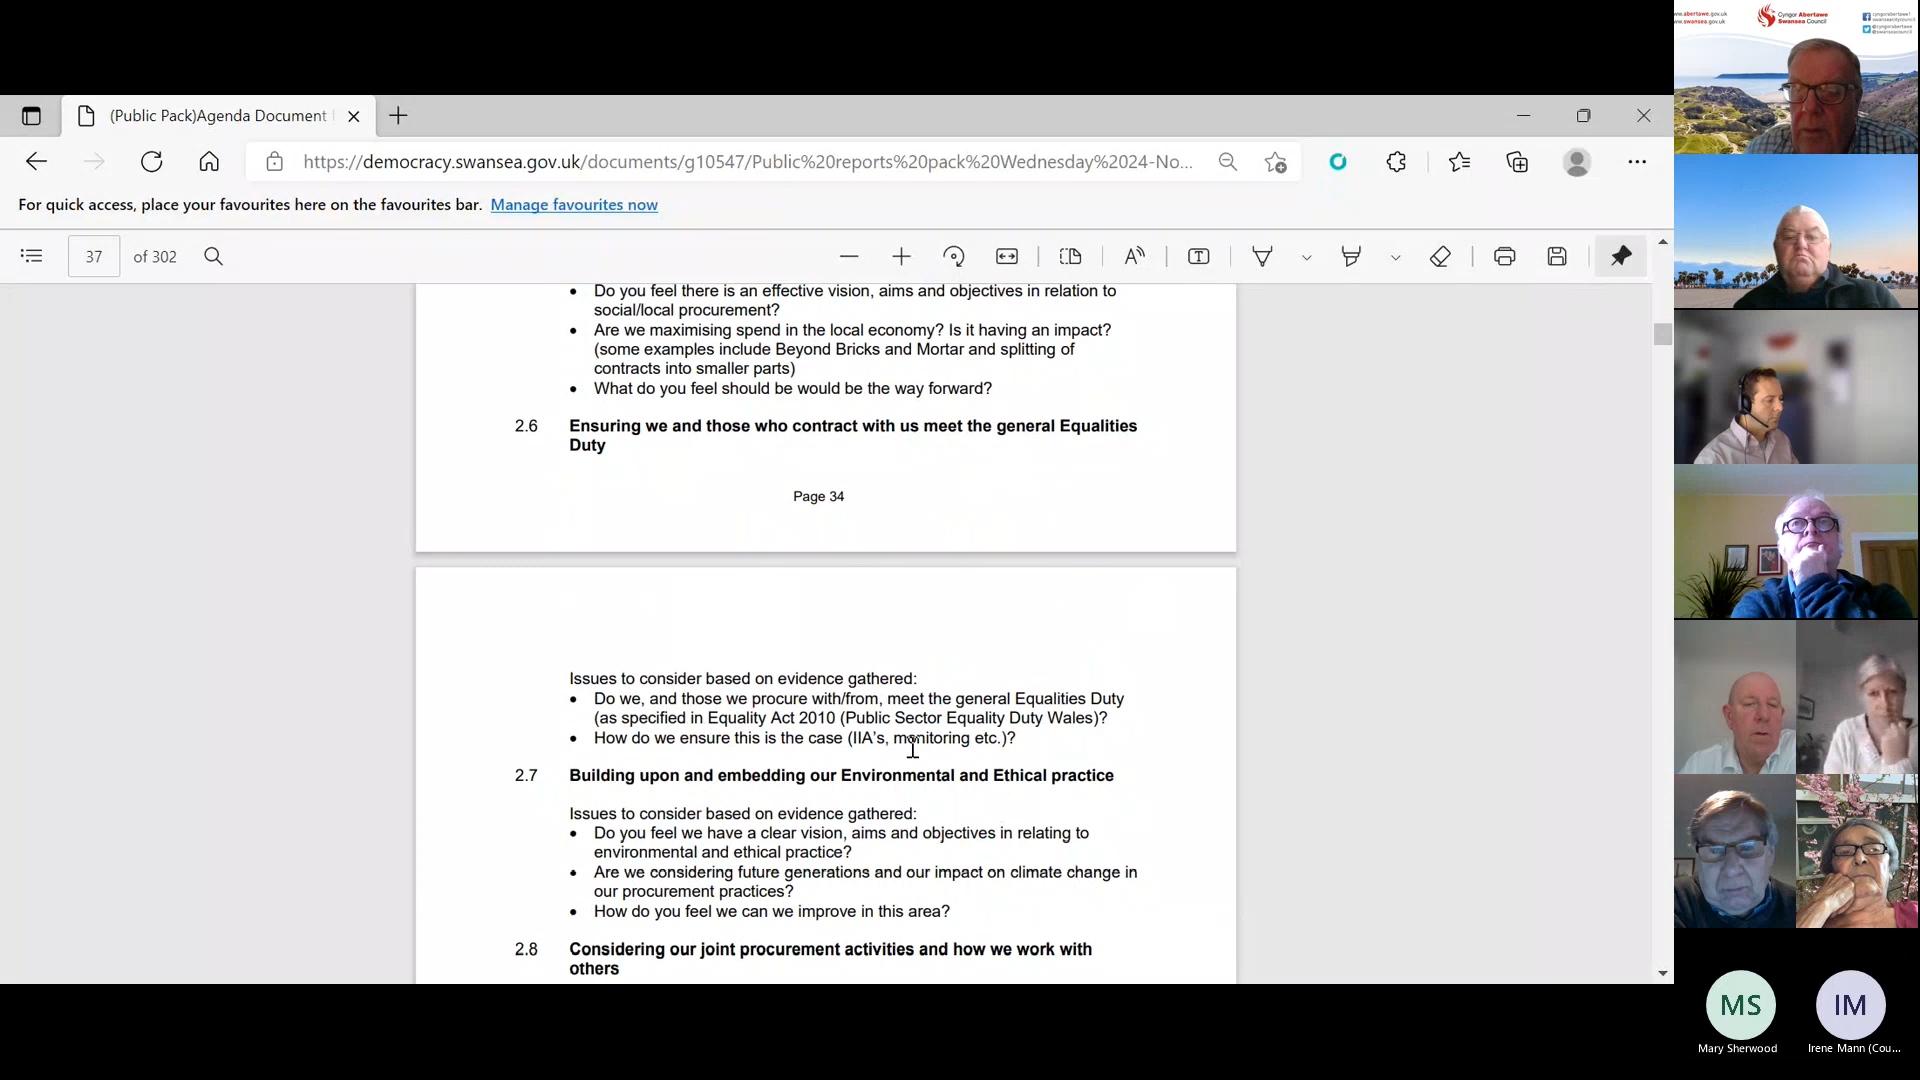 (Public Pack)Agenda Document
https://democracy.swansea.gov.uk/documents/g10547/Public%20reports%20pack%20Wednesday%2024-No...
For quick access, place your favourites here on the favourites bar. Manage favourites now
37 of 302
• Do you feel there is an effective vision, aims and objectives in relation to
social/local procurement?
• Are we maximising spend in the local economy? Is it having an impact?
(some examples include Beyond Bricks and Mortar and splitting of
contracts into smaller parts)
• What do you feel should be would be the way forward?
2.6 Ensuring we and those who contract with us meet the general Equalities
Duty
Page 34
Issues to consider based on evidence gathered:
• Do we, and those we procure with/from, meet the general Equalities Duty
(as specified in Equality Act 2010 (Public Sector Equality Duty Wales)?
• How do we ensure this is the case (IIA's, monitoring etc.)?
2.7 Building upon and embedding our Environmental and Ethical practice
Issues to consider based on evidence gathered:
• Do you feel we have a clear vision, aims and objectives in relating to
environmental and ethical practice?
• Are we considering future generations and our impact on climate change in
our procurement practices?
• How do you feel we can we improve in this area?
2.8 Considering our joint procurement activities and how we work with
others
www.abertawe.gov.uk
www.swansea.gov.uk
Cyngor Abertawe
Swansea Council
MS
Mary Sherwood
IM
Irene Mann (Cou...